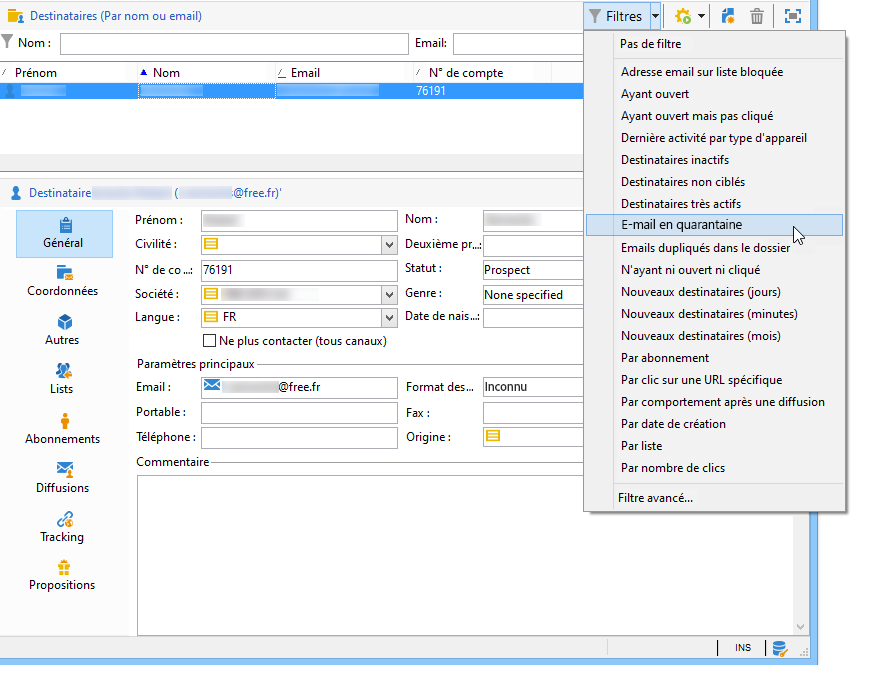 Destinataires (Par nom ou email)
Filtres
Nom :
Email:
Prénom
Nom
Email
N° de compte
76191
Pas de filtre
Adresse email sur liste bloquée
Ayant ouvert
Ayant ouvert mais pas cliqué
Dernière activité par type d'appareil
Destinataires inactifs
Destinataires non ciblés
Destinataires très actifs
E-mail en quarantaine
Emails dupliqués dans le dossier
N'ayant ni ouvert ni cliqué
Nouveaux destinataires (jours)
Nouveaux destinataires (minutes)
Nouveaux destinataires (mois)
Par abonnement
Par clic sur une URL spécifique
Par comportement après une diffusion
Par date de création
Par liste
Par nombre de clics
Filtre avancé...
Destinataire ( @free.fr)'
Général
Coordonnées
Autres
Lists
Abonnements
Diffusions
Tracking
Propositions
Prénom :
Nom :
Civilité :
Deuxième pr...:
N° de co ...:
76191
Statut :
Prospect
Société :
Genre :
None specified
Langue :
FR
Date de nais...:
Ne plus contacter (tous canaux)
Paramètres principaux
Email :
@free.fr
Format des...
Inconnu
Portable :
Fax :
Téléphone :
Origine :
Commentaire
INS